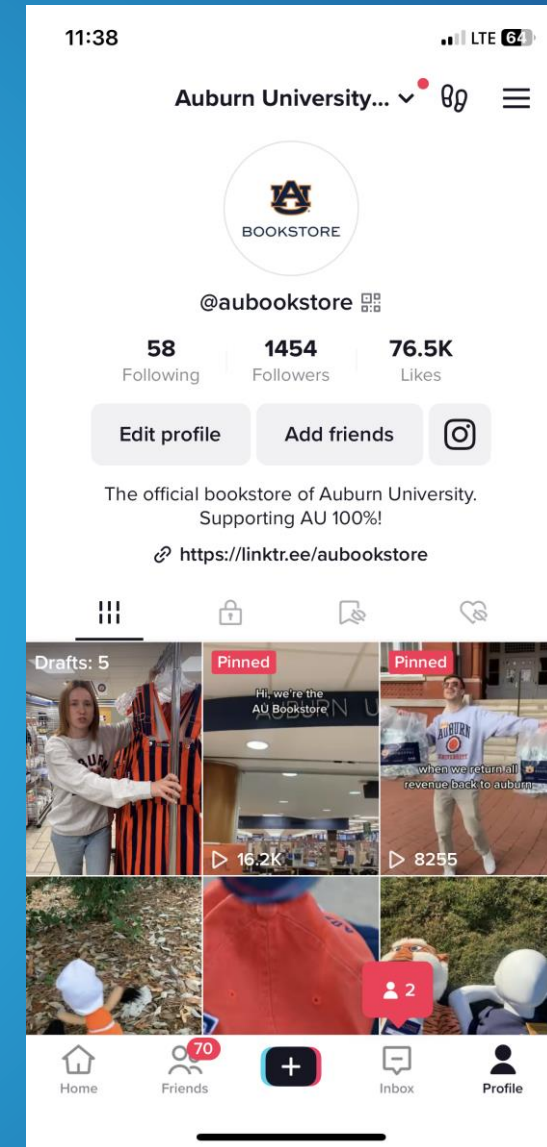 11:38
LTE 64
Auburn University...
AU
BOOKSTORE
@aubookstore
58 1454 76.5K
Following Followers Likes
Edit profile Add friends
The official bookstore of Auburn University.
Supporting AU 100%!
https://linktr.ee/aubookstore
Drafts: 5
Pinned
Hi, we're the
AU Bookstore
AUBURN U
16.2K
Pinned
AUBURN
when we return all
revenue back to auburn
8255
2
70
Home Friends Inbox Profile